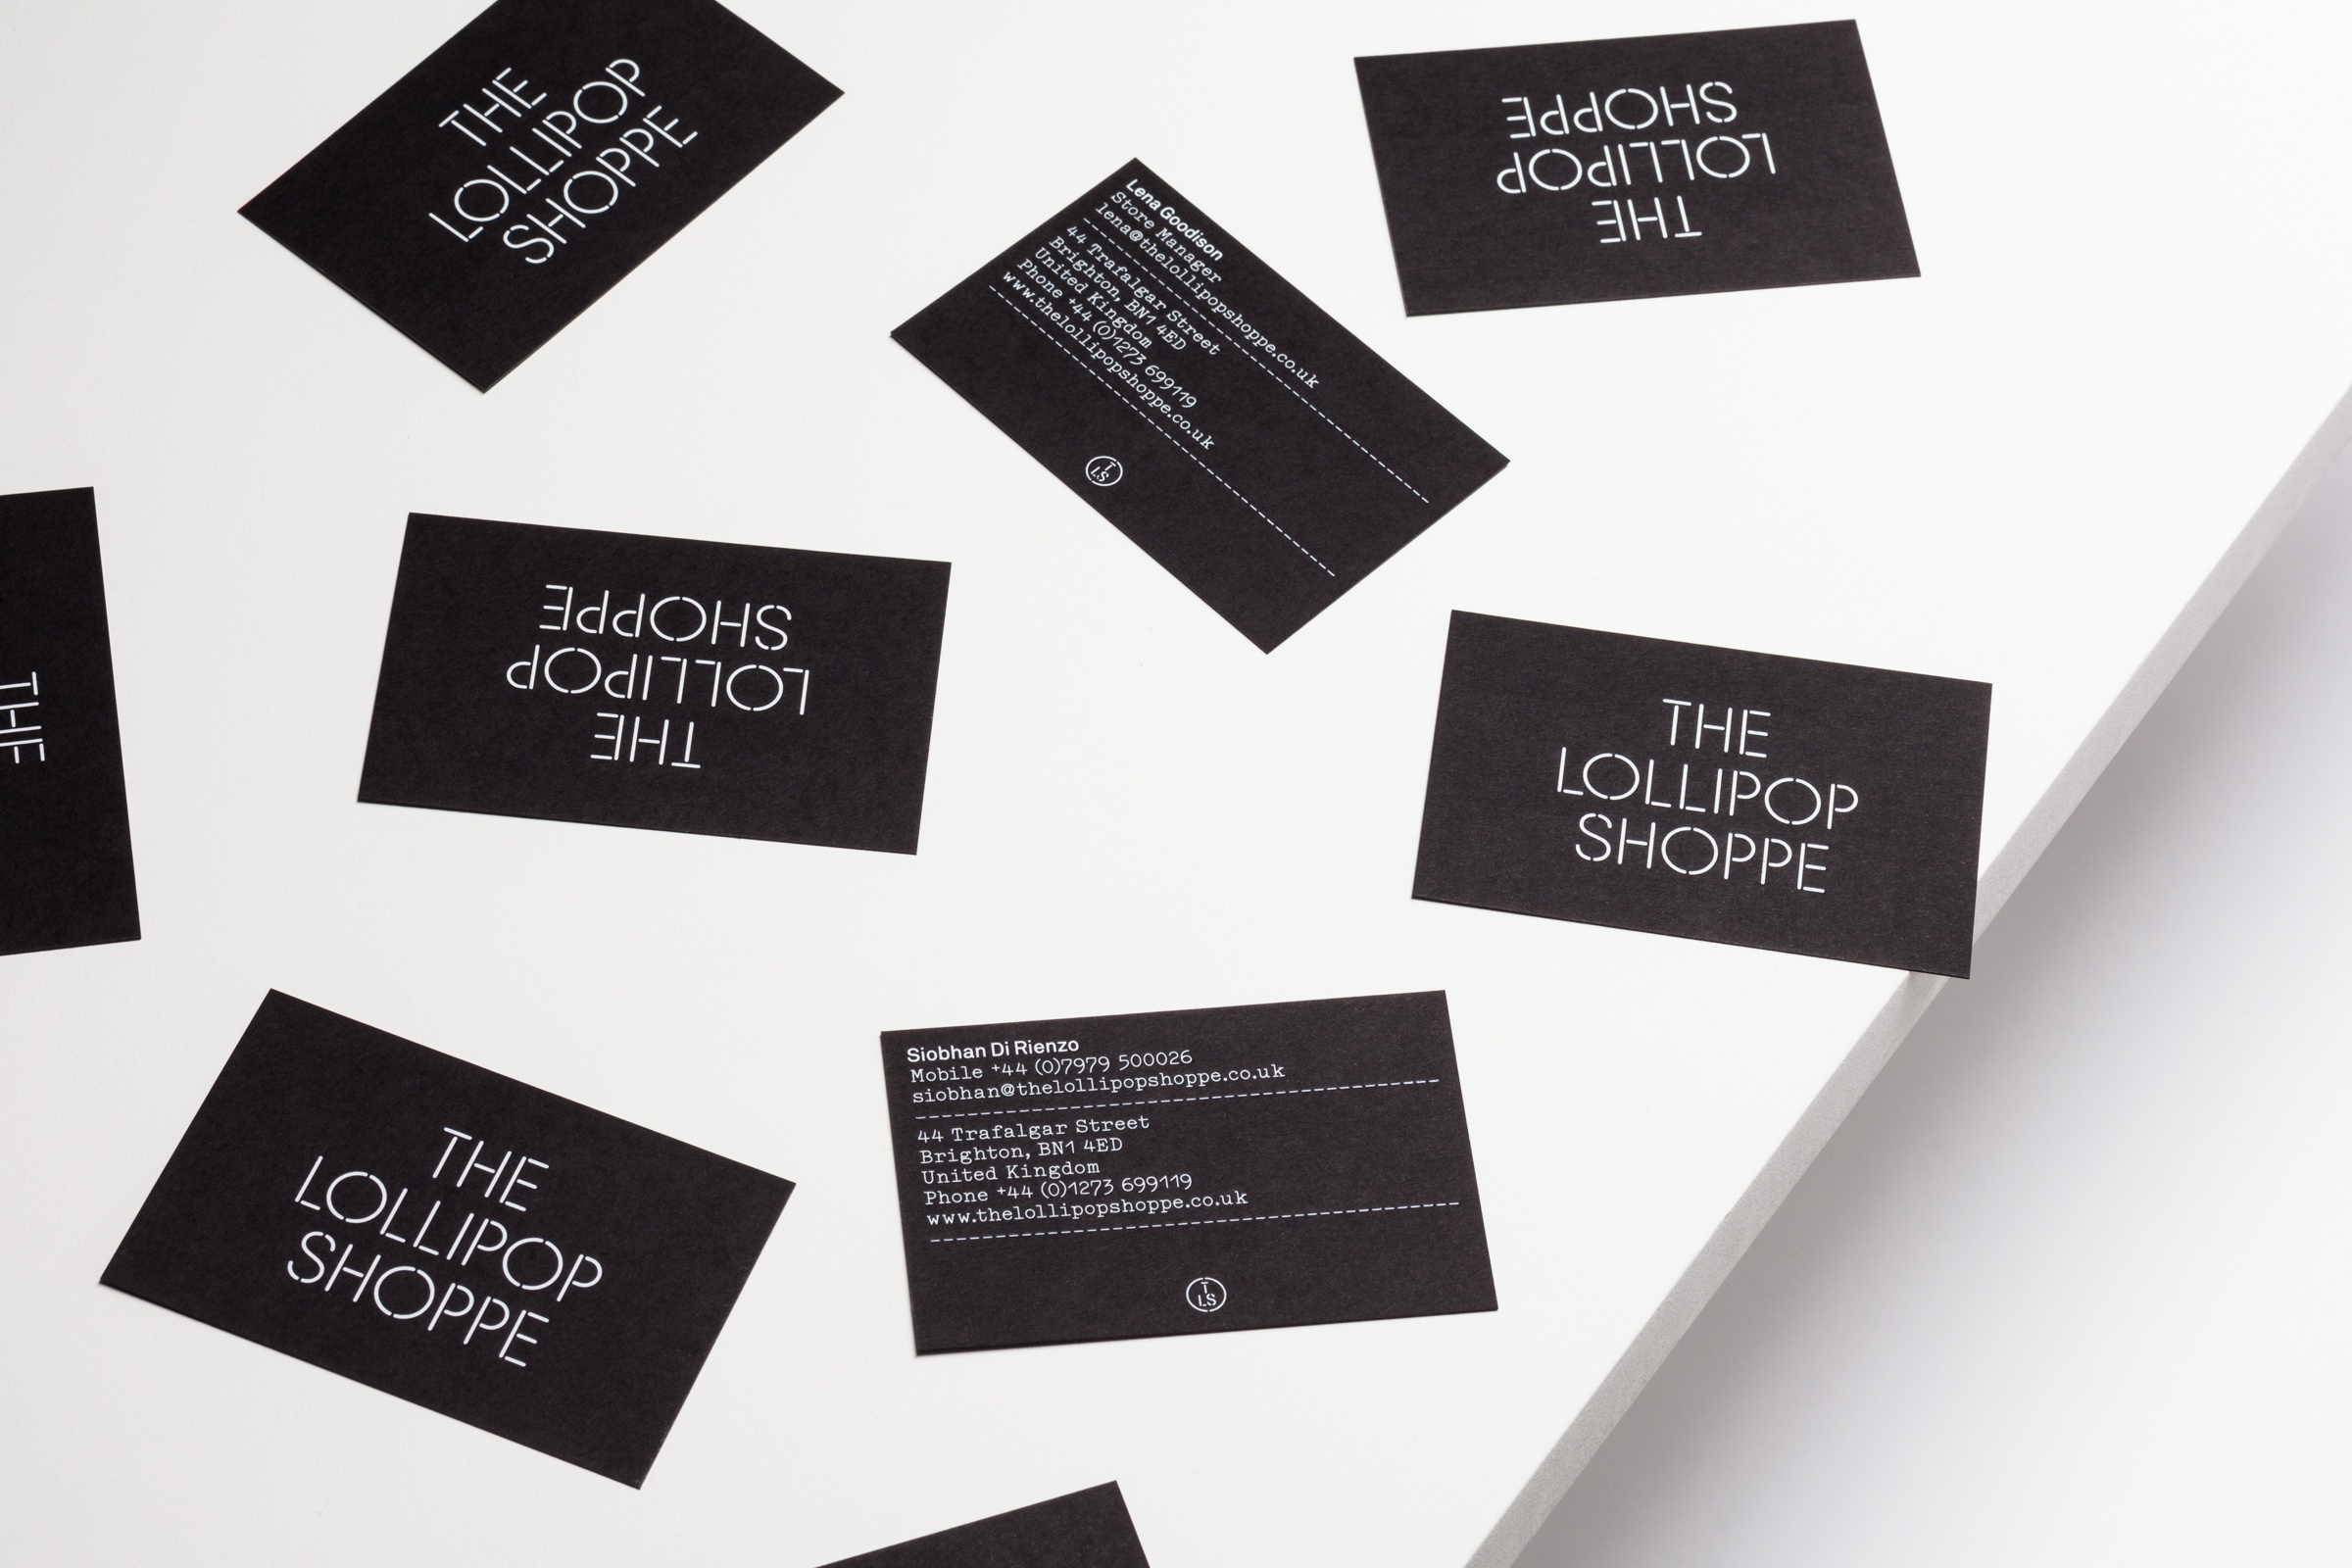 THE
LOLLIPOP
SHOPPE
THE
LOLLIPOP
SHOPPE
Lena Goodison
Store Manager
lena@thelollipopshoppe.co.uk
44 Trafalgar Street
Brighton, BN1 4ED
United Kingdom
Phone +44 (0)1273 699119
www.thelollipopshoppe.co.uk
T
LS
THE
THE
LOLLIPOP
SHOPPE
THE
LOLLIPOP
SHOPPE
THE
LOLLIPOP
SHOPPE
Siobhan Di Rienzo
Mobile +44 (0)7979 500026
siobhan@thelollipopshoppe.co.uk
44 Trafalgar Street
Brighton, BN1 4ED
United Kingdom
Phone +44 (0)1273 699119
www.thelollipopshoppe.co.uk
T
LS